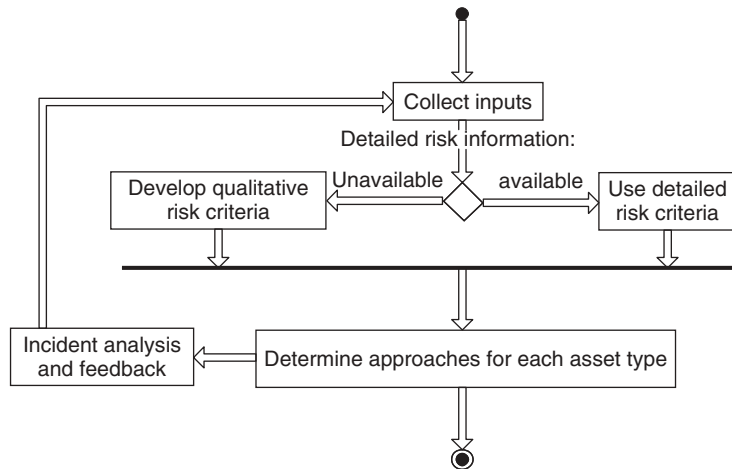 Collect inputs
Detailed risk information:
Develop qualitative
risk criteria
Unavailable
available
Use detailed
risk criteria
Incident analysis
and feedback
Determine approaches for each asset type